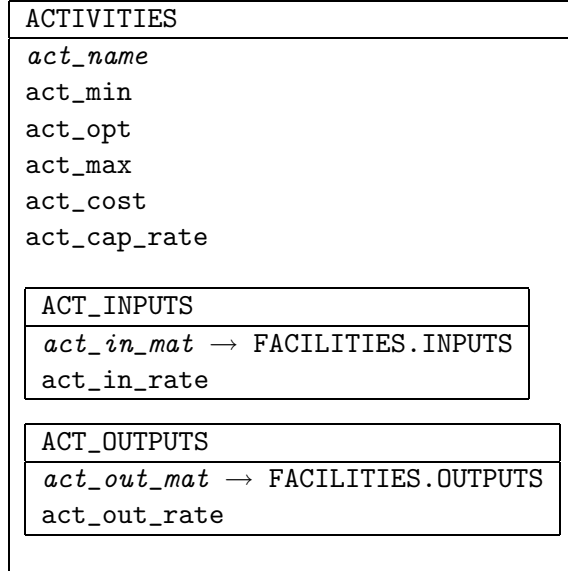 ACTIVITIES
act_name
act_min
act_opt
act_max
act_cost
act_cap_rate
ACT_INPUTS
act_in_mat → FACILITIES.INPUTS
act_in_rate
ACT_OUTPUTS
act_out_mat → FACILITIES.OUTPUTS
act_out_rate